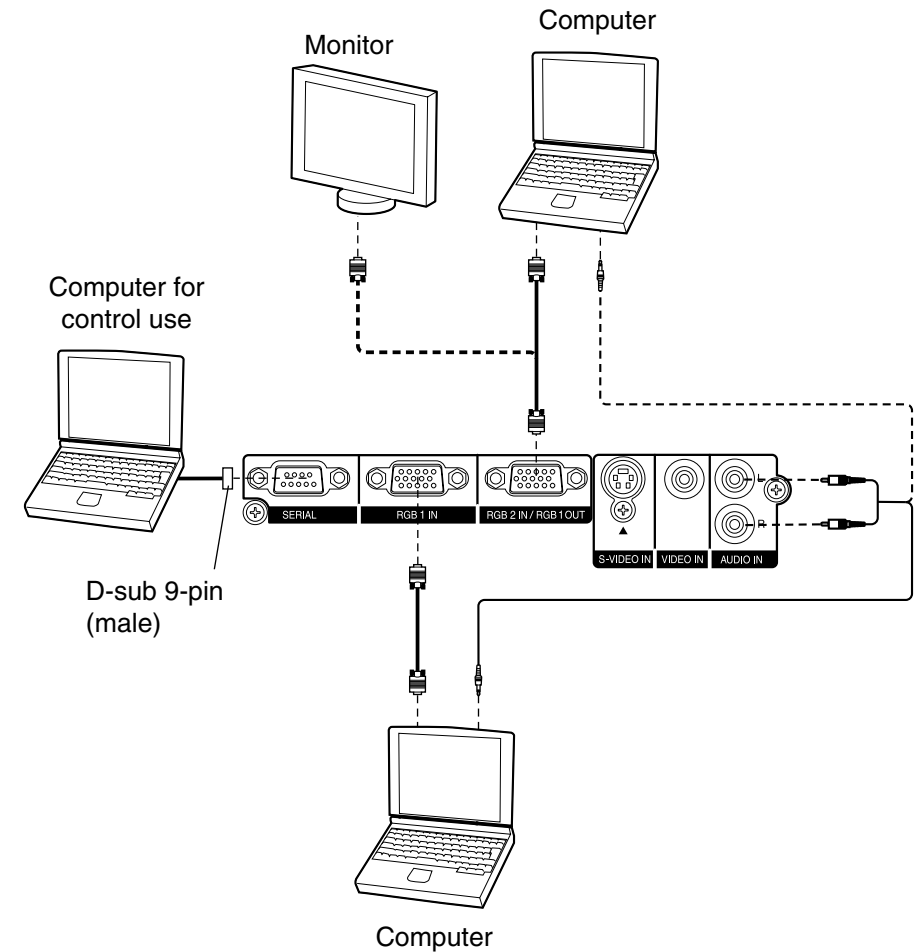 Computer
Monitor
Computer for
control use
D-sub 9-pin
(male)
SERIAL
RGB 1 IN
RGB 2 IN / RGB 1 OUT
S-VIDEO IN
VIDEO IN
AUDIO IN
L
R
Computer